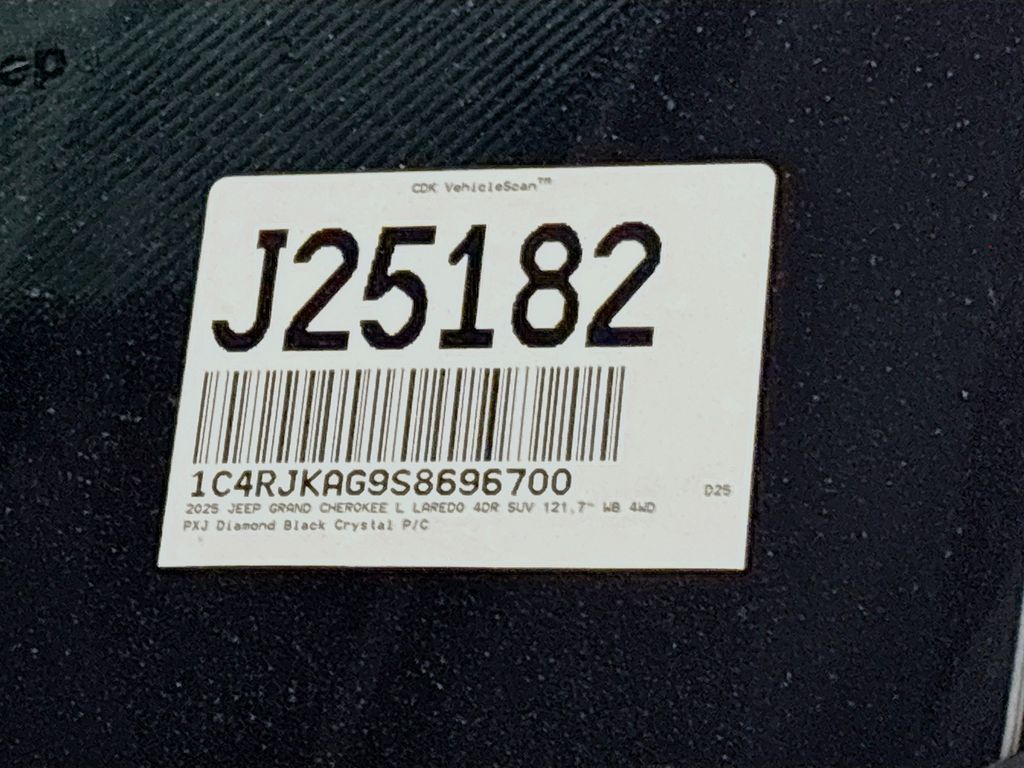 eep
CDK VehicleScan™
J25182
1C4RJKAG9S8696700
D25
2025 JEEP GRAND CHEROKEE L LAREDO 4DR SUV 121.7" WB 4WD
PXJ Diamond Black Crystal P/C